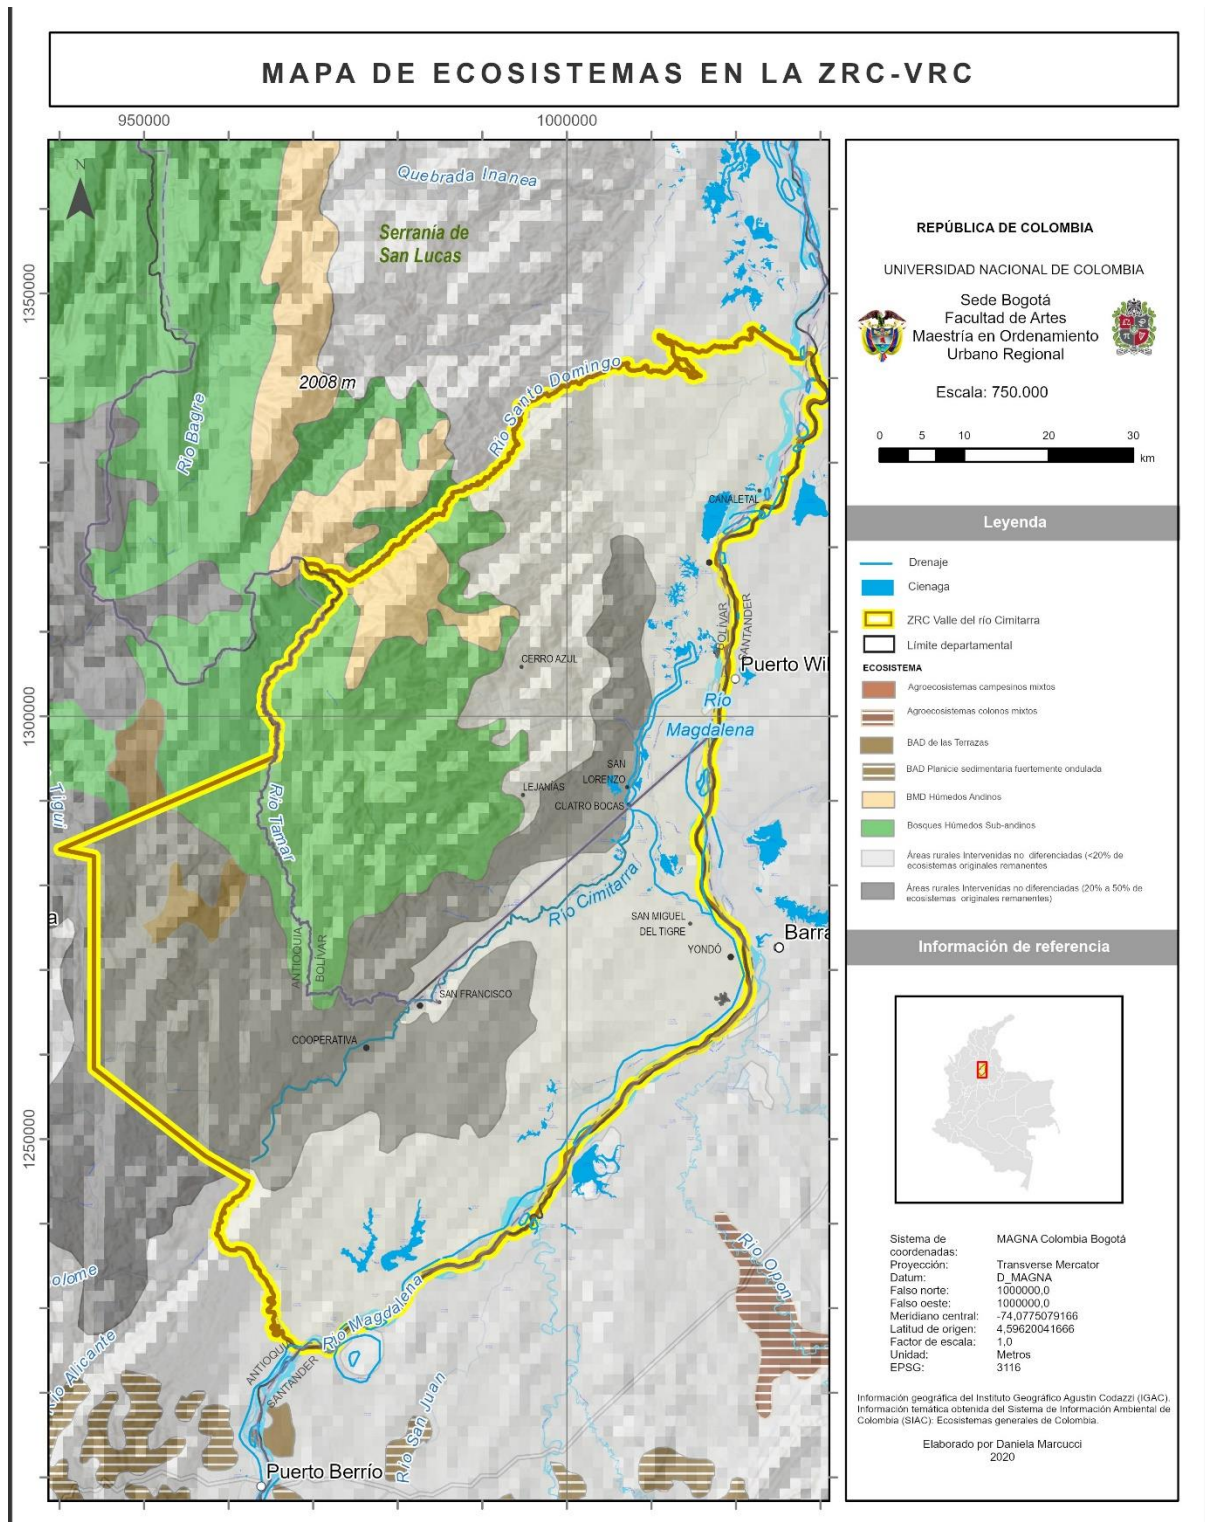 MAPA DE ECOSISTEMAS EN LA ZRC-VRC
950000
1000000
N
Quebrada Inanea
Serranía de
San Lucas
1350000
2008 m
Río Santo Domingo
Río Bagre
CANALETAL
BOLÍVAR
SANTANDER
CERRO AZUL
Puerto Wil
Río
Magdalena
1300000
SAN
LORENZO
LEJANÍAS
CUATRO BOCAS
Tigui
Río Tamar
Río Cimitarra
SAN MIGUEL
DEL TIGRE
Barra
YONDÓ
a
ANTIOQUIA
BOLÍVAR
SAN FRANCISCO
COOPERATIVA
1250000
Río Opon
olome
Río Magdalena
Río Alicante
ANTIOQUIA
SANTANDER
Río San Juan
Puerto Berrío
REPÚBLICA DE COLOMBIA
UNIVERSIDAD NACIONAL DE COLOMBIA
Sede Bogotá
Facultad de Artes
Maestría en Ordenamiento
Urbano Regional
Escala: 750.000
0 5 10 20 30
km
Leyenda
Drenaje
Cienaga
ZRC Valle del río Cimitarra
Límite departamental
ECOSISTEMA
Agroecosistemas campesinos mixtos
Agroecosistemas colonos mixtos
BAD de las Terrazas
BAD Planicie sedimentaria fuertemente ondulada
BMD Húmedos Andinos
Bosques Húmedos Sub-andinos
Áreas rurales Intervenidas no diferenciadas (<20% de
ecosistemas originales remanentes
Áreas rurales Intervenidas no diferenciadas (20% a 50% de
ecosistemas originales remanentes)
Información de referencia
Sistema de
coordenadas: MAGNA Colombia Bogotá
Proyección: Transverse Mercator
Datum: D_MAGNA
Falso norte: 1000000,0
Falso oeste: 1000000,0
Meridiano central: -74,0775079166
Latitud de origen: 4,59620041666
Factor de escala: 1,0
Unidad: Metros
EPSG: 3116
Información geográfica del Instituto Geográfico Agustin Codazzi (IGAC).
Información temática obtenida del Sistema de Información Ambiental de
Colombia (SIAC): Ecosistemas generales de Colombia.
Elaborado por Daniela Marcucci
2020